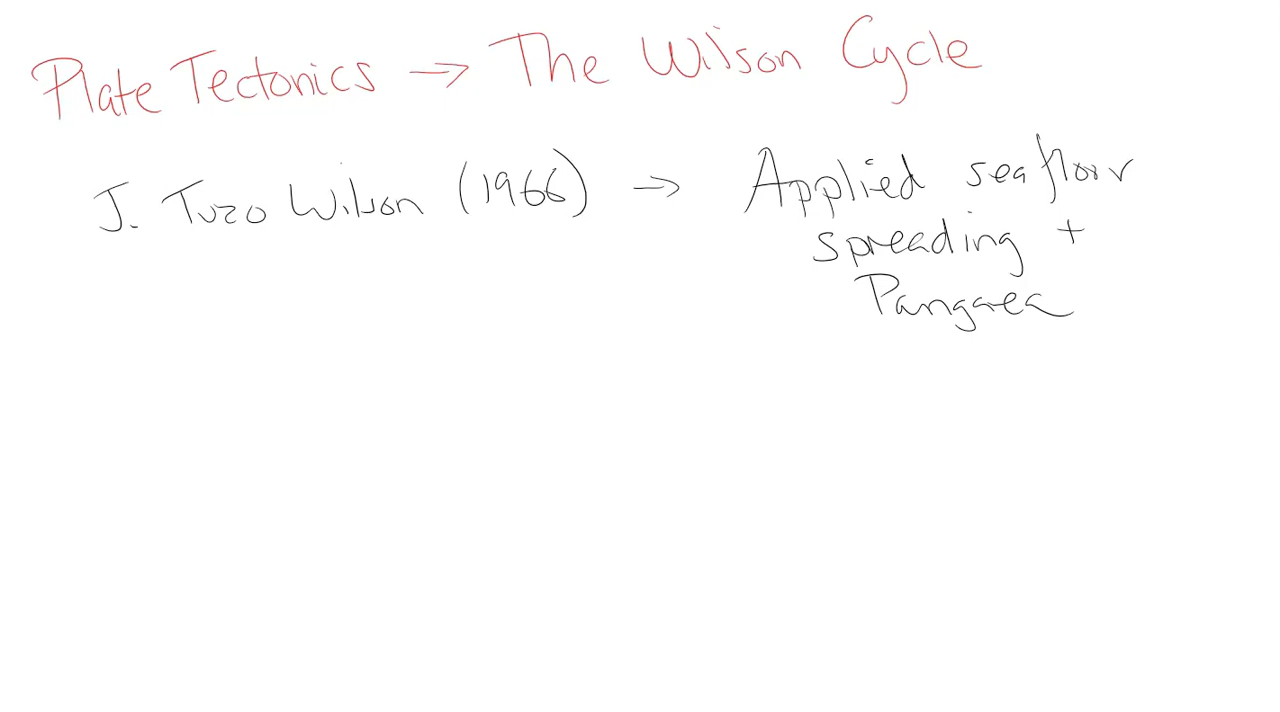 Plate Tectonics → The Wilson Cycle
J. Tuzo Wilson (1966) → Applied seafloor
spreading +
Pangaea